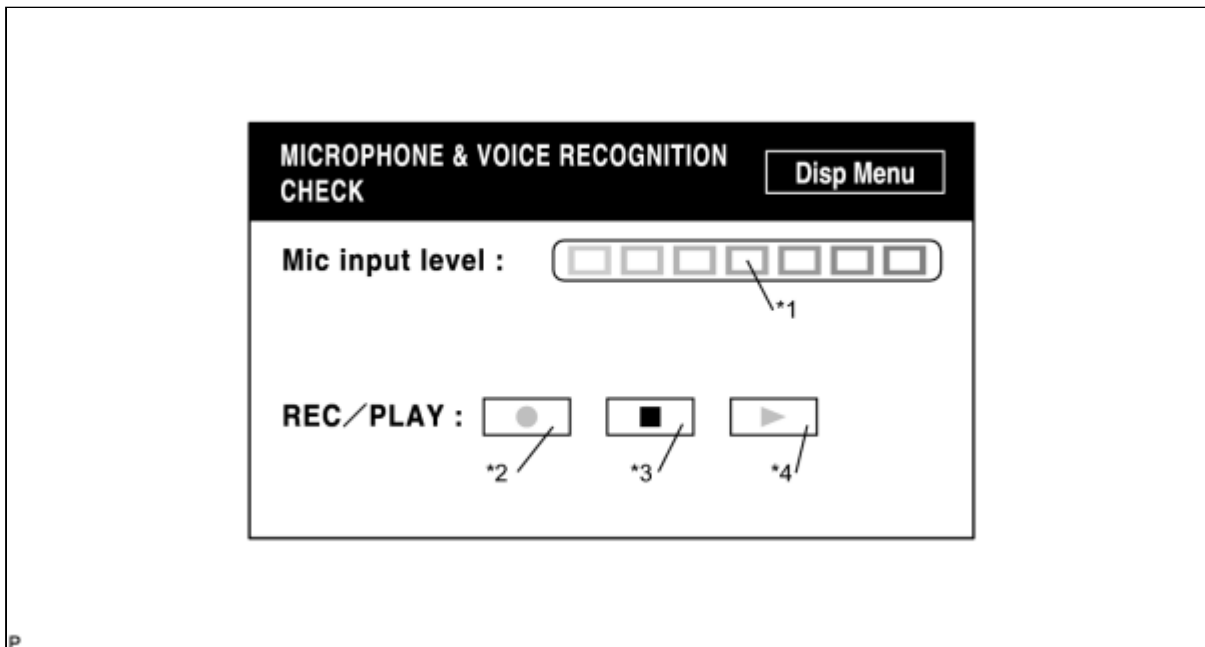 MICROPHONE & VOICE RECOGNITION
CHECK
Disp Menu
Mic input level :
*1
REC/PLAY :
*2
*3
*4
P